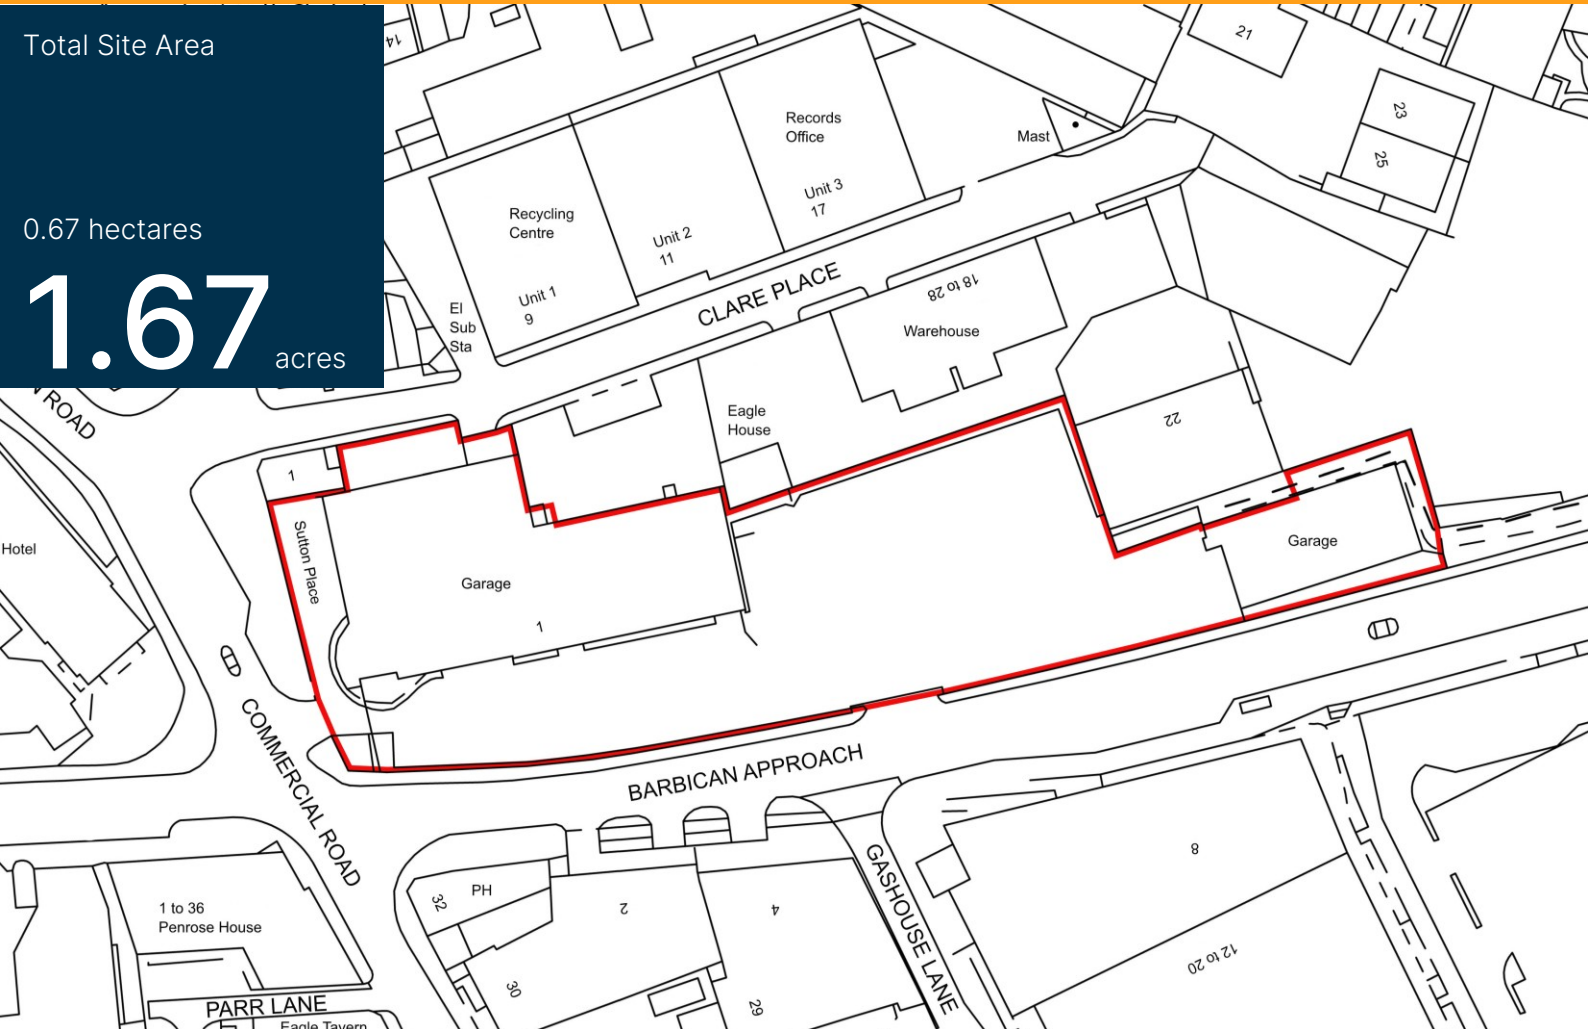 Total Site Area
0.67 hectares
1.67 acres
14
21
23
25
Records
Office
Mast
Unit 3
17
Recycling
Centre
Unit 2
11
Unit 1
9
El
Sub
Sta
CLARE PLACE
18 to 28
Warehouse
ROAD
Eagle
House
22
1
Sutton Place
Hotel
Garage
1
Garage
COMMERCIAL ROAD
BARBICAN APPROACH
GASHOUSE LANE
8
32
PH
2
4
1 to 36
Penrose House
12 to 20
30
29
PARR LANE
Eagle Tavern